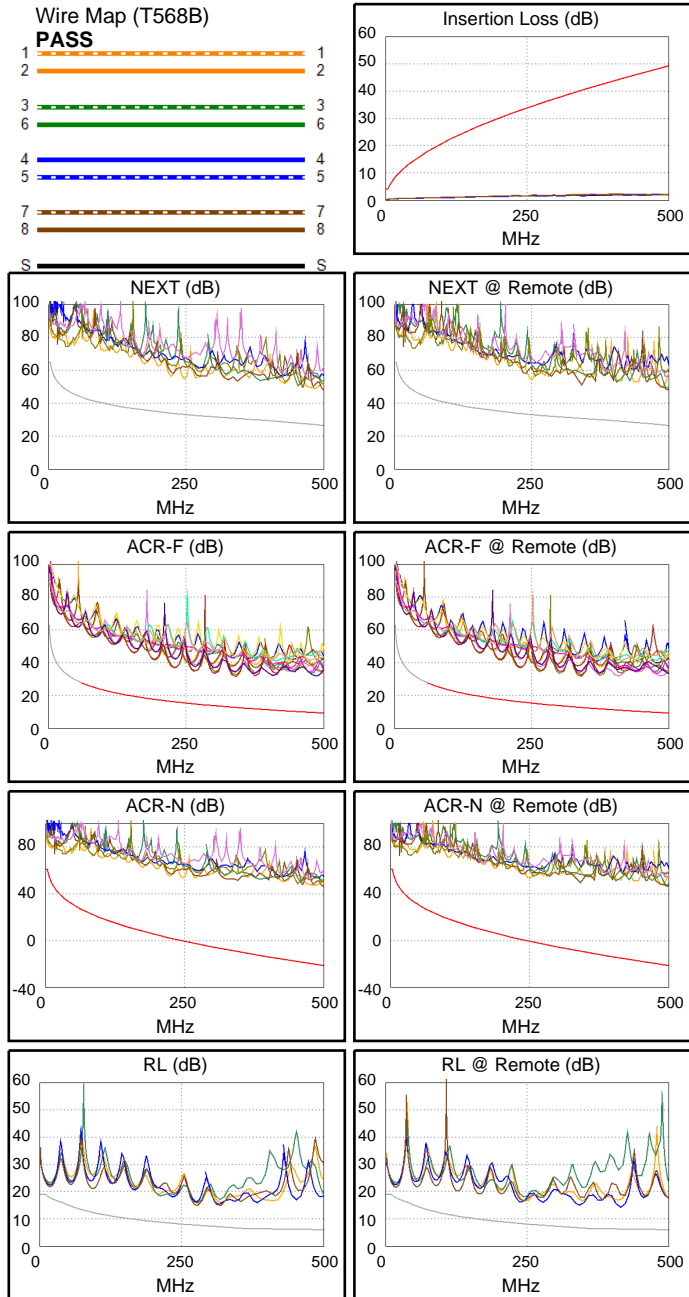 Wire Map (T568B)
PASS
1 1
2 2
3 3
6 6
4 4
5 5
7 7
8 8
S S
Insertion Loss (dB)
60
50
40
30
20
10
0
0 250 500
MHz
NEXT (dB)
100
80
60
40
20
0
0 250 500
MHz
NEXT @ Remote (dB)
100
80
60
40
20
0
0 250 500
MHz
ACR-F (dB)
100
80
60
40
20
0
0 250 500
MHz
ACR-F @ Remote (dB)
100
80
60
40
20
0
0 250 500
MHz
ACR-N (dB)
80
40
0
-40
0 250 500
MHz
ACR-N @ Remote (dB)
80
40
0
-40
0 250 500
MHz
RL (dB)
60
50
40
30
20
10
0
0 250 500
MHz
RL @ Remote (dB)
60
50
40
30
20
10
0
0 250 500
MHz